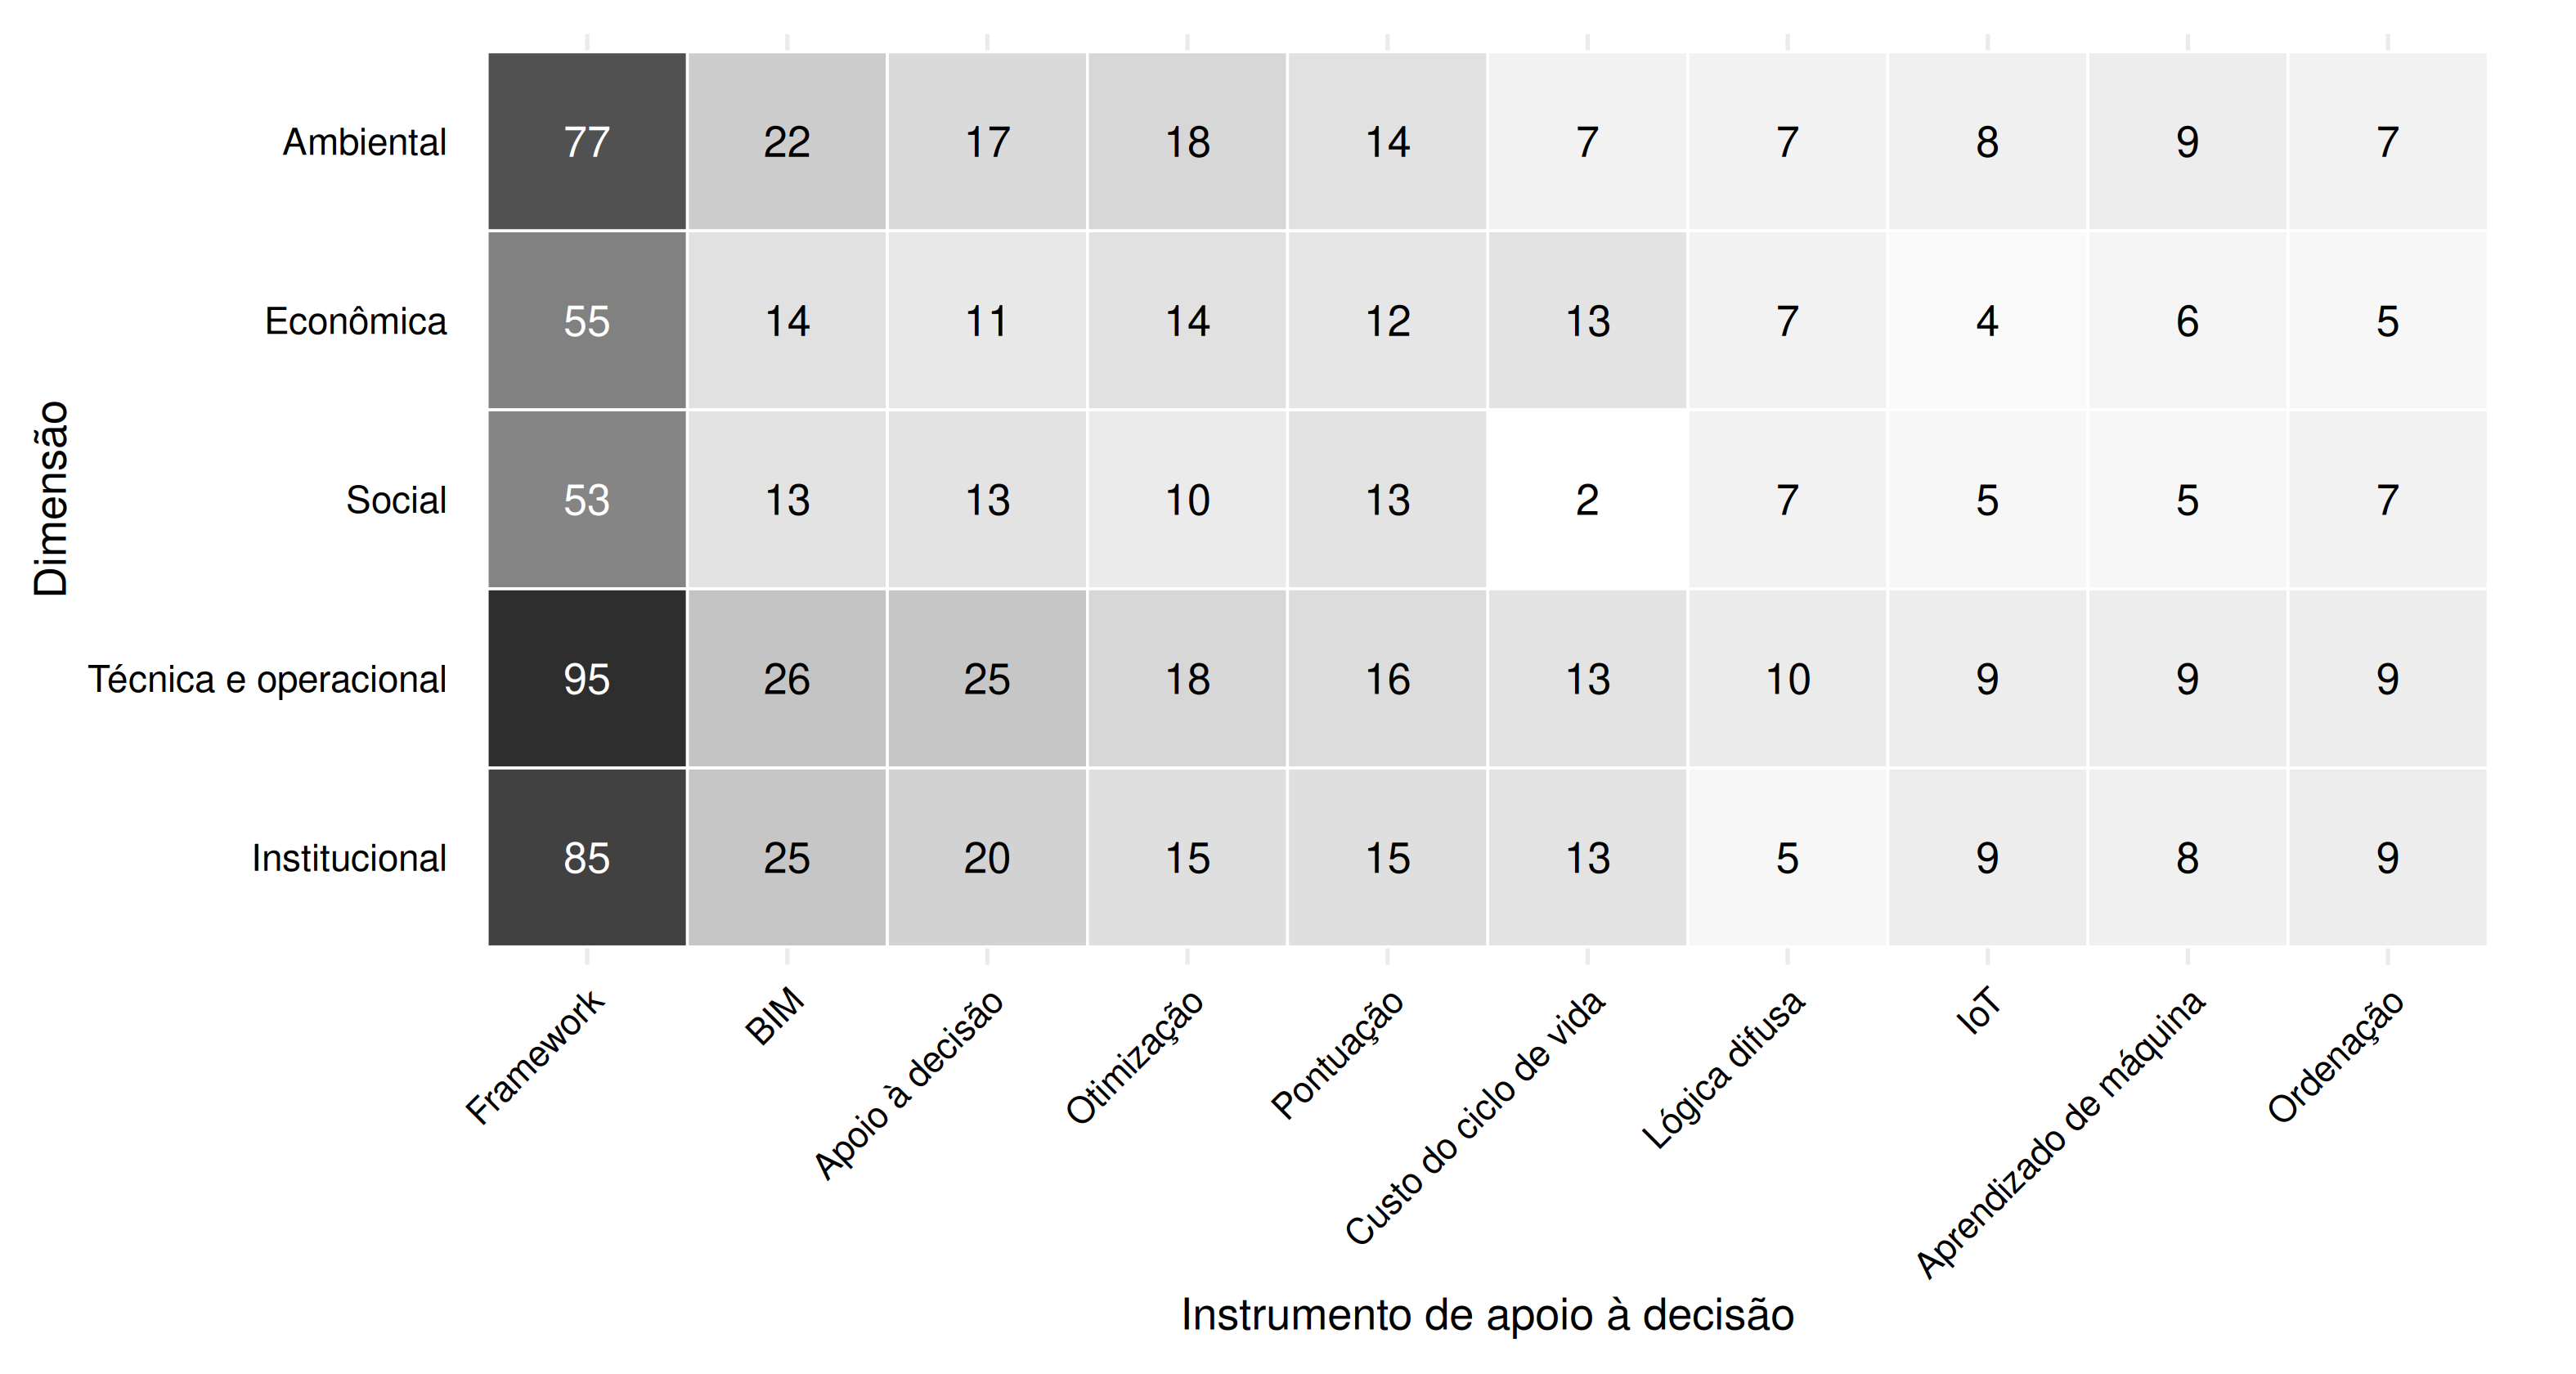 Ambiental 77 22 17 18 14 7 7 8 9 7
Econômica 55 14 11 14 12 13 7 4 6 5
Social 53 13 13 10 13 2 7 5 5 7
Técnica e operacional 95 26 25 18 16 13 10 9 9 9
Institucional 85 25 20 15 15 13 5 9 8 9
Dimensão
Framework
BIM
Apoio à decisão
Otimização
Pontuação
Custo do ciclo de vida
Lógica difusa
IoT
Aprendizado de máquina
Ordenação
Instrumento de apoio à decisão